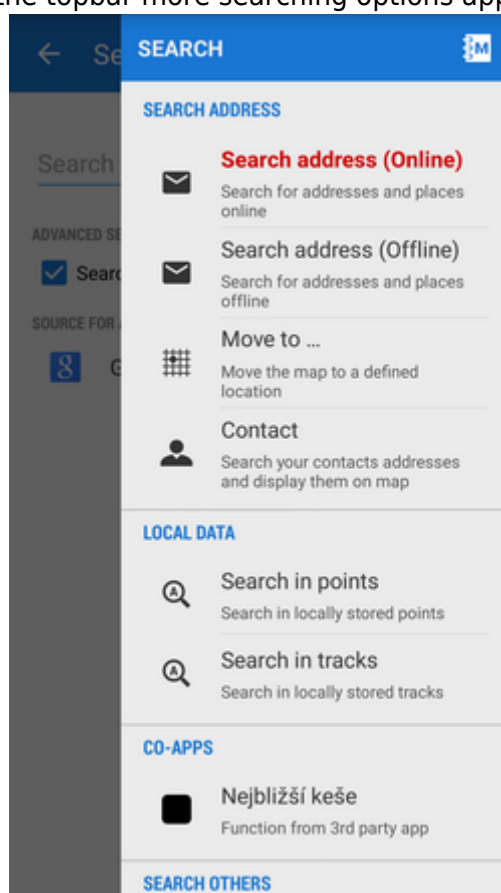 the topbar more searching options app
Se
SEARCH
M
SEARCH ADDRESS
Search
Search address (Online)
Search for addresses and places
online
ADVANCED SE
Searc
Search address (Offline)
Search for addresses and places
offline
SOURCE FOR A
8
G
Move to ...
Move the map to a defined
location
Contact
Search your contacts addresses
and display them on map
LOCAL DATA
A
Search in points
Search in locally stored points
A
Search in tracks
Search in locally stored tracks
CO-APPS
Nejbližší keše
Function from 3rd party app
SEARCH OTHERS